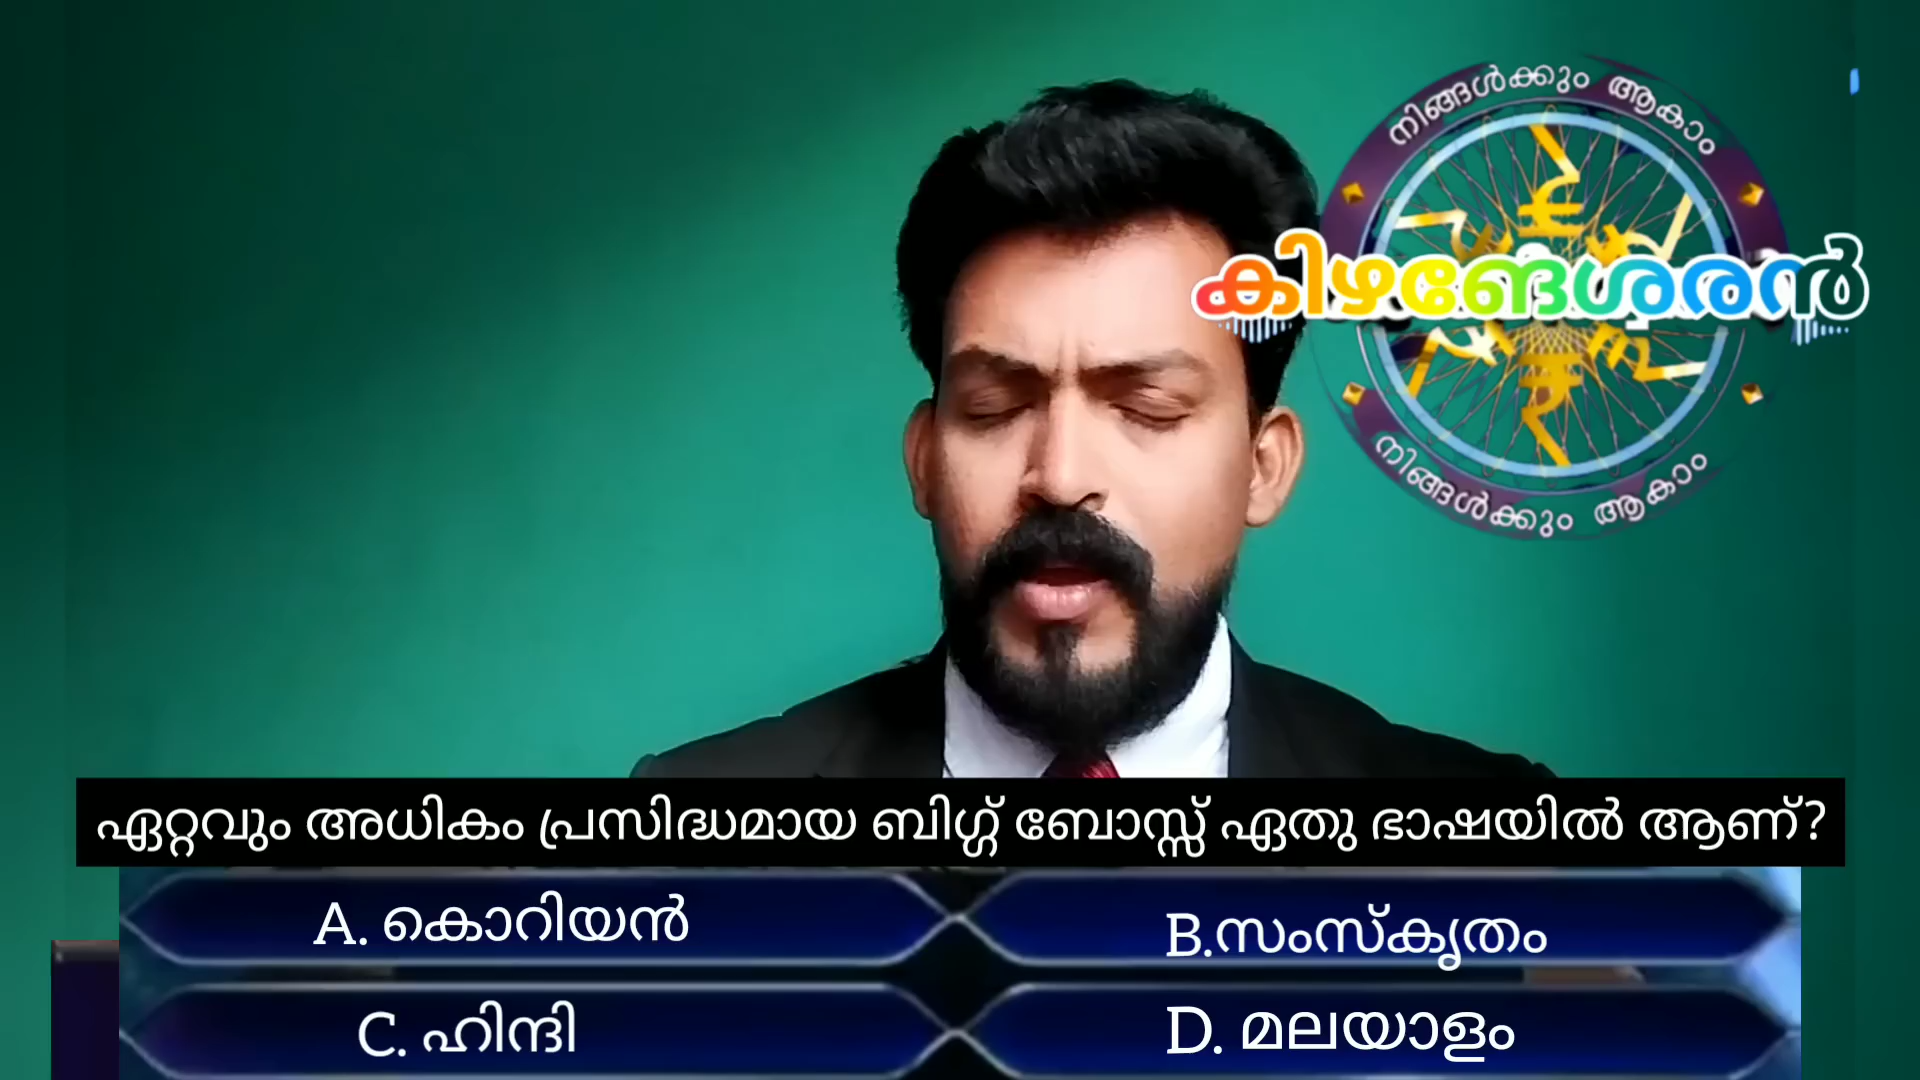 നിങ്ങൾക്കും ആകാം
കിഴങ്ങേശ്വരൻ
നിങ്ങൾക്കും ആകാം
ഏറ്റവും അധികം പ്രസിദ്ധമായ ബിഗ്ഗ് ബോസ്സ് ഏതു ഭാഷയിൽ ആണ്?
A. കൊറിയൻ
B.സംസ്കൃതം
C. ഹിന്ദി
D. മലയാളം